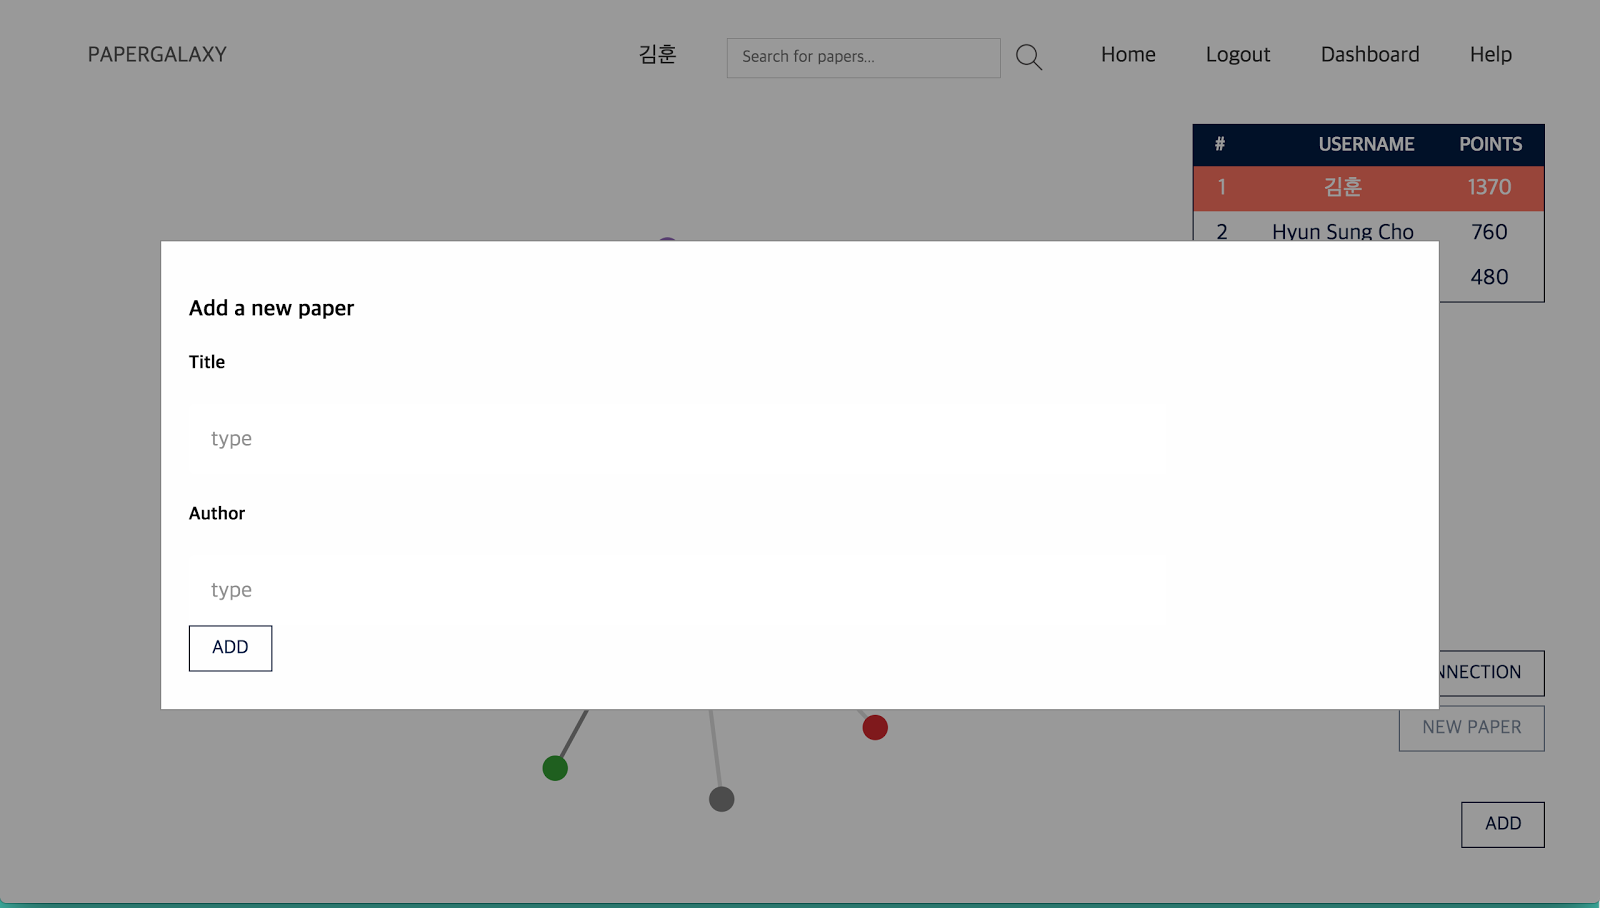 PAPERGALAXY
김훈
Search for papers...
Home
Logout
Dashboard
Help
# USERNAME POINTS
1 김훈 1370
2 Hyun Sung Cho 760
480
Add a new paper
Title
type
Author
type
ADD
NNECTION
NEW PAPER
ADD